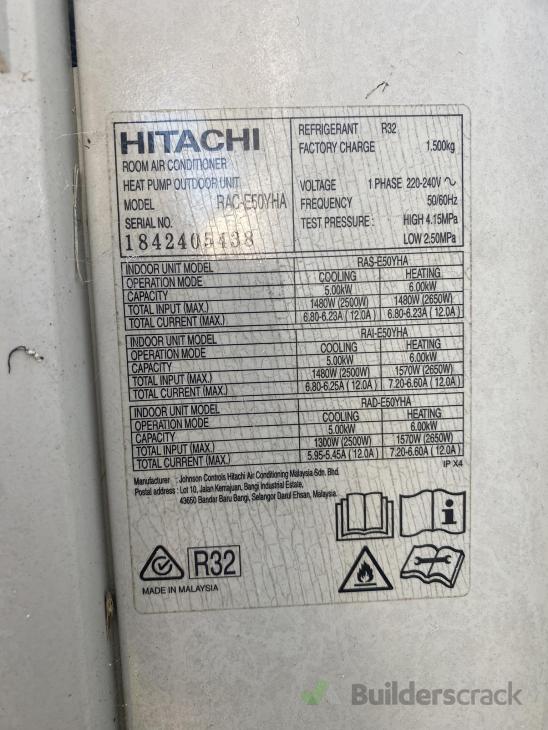 HITACHI
ROOM AIR CONDITIONER
HEAT PUMP OUTDOOR UNIT
MODEL RAC-E50YHA
SERIAL NO.
1842405438
REFRIGERANT R32
FACTORY CHARGE 1.500kg
VOLTAGE 1 PHASE 220-240V ~
FREQUENCY 50/60Hz
TEST PRESSURE : HIGH 4.15MPa
LOW 2.50MPa
INDOOR UNIT MODEL RAS-E50YHA
OPERATION MODE COOLING HEATING
CAPACITY 5.00kW 6.00kW
TOTAL INPUT (MAX.) 1480W (2500W) 1480W (2650W)
TOTAL CURRENT (MAX.) 6.80-6.23A ( 12.0A ) 6.80-6.23A ( 12.0A )
INDOOR UNIT MODEL RAI-E50YHA
OPERATION MODE COOLING HEATING
CAPACITY 5.00kW 6.00kW
TOTAL INPUT (MAX.) 1480W (2500W) 1570W (2650W)
TOTAL CURRENT (MAX.) 6.80-6.25A ( 12.0A ) 7.20-6.60A ( 12.0A )
INDOOR UNIT MODEL RAD-E50YHA
OPERATION MODE COOLING HEATING
CAPACITY 5.00kW 6.00kW
TOTAL INPUT (MAX.) 1300W (2500W) 1570W (2650W)
TOTAL CURRENT (MAX.) 5.95-5.45A ( 12.0A ) 7.20-6.60A ( 12.0A )
IP X4
Manufacturer : Johnson Controls Hitachi Air Conditioning Malaysia Sdn. Bhd.
Postal address : Lot 10, Jalan Kemajuan, Bangi Industrial Estate,
43650 Bandar Baru Bangi, Selangor Darul Ehsan, Malaysia.
R32
MADE IN MALAYSIA
Builderscrack